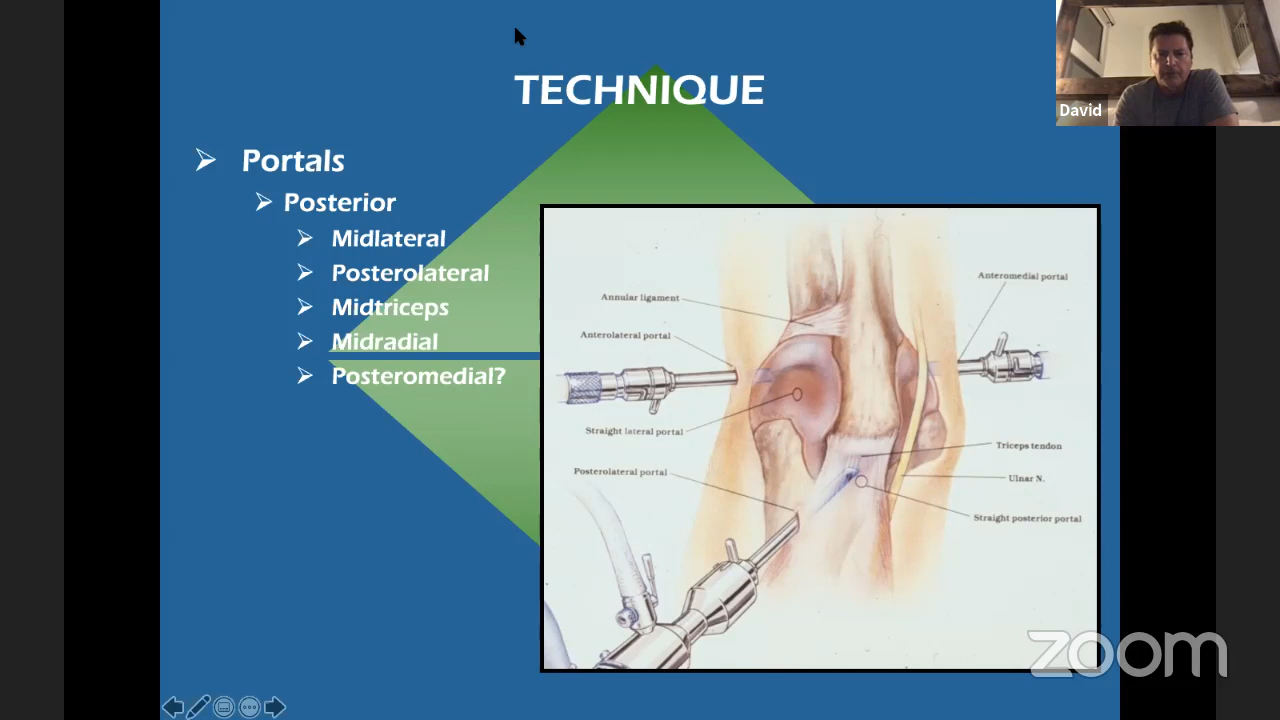 TECHNIQUE
David
Portals
Posterior
Midlateral
Posterolateral
Midtriceps
Midradial
Posteromedial?
Annular ligament
Anterolateral portal
Straight lateral portal
Posterolateral portal
Anteromedial portal
Triceps tendon
Ulnar N.
Straight posterior portal
zoom